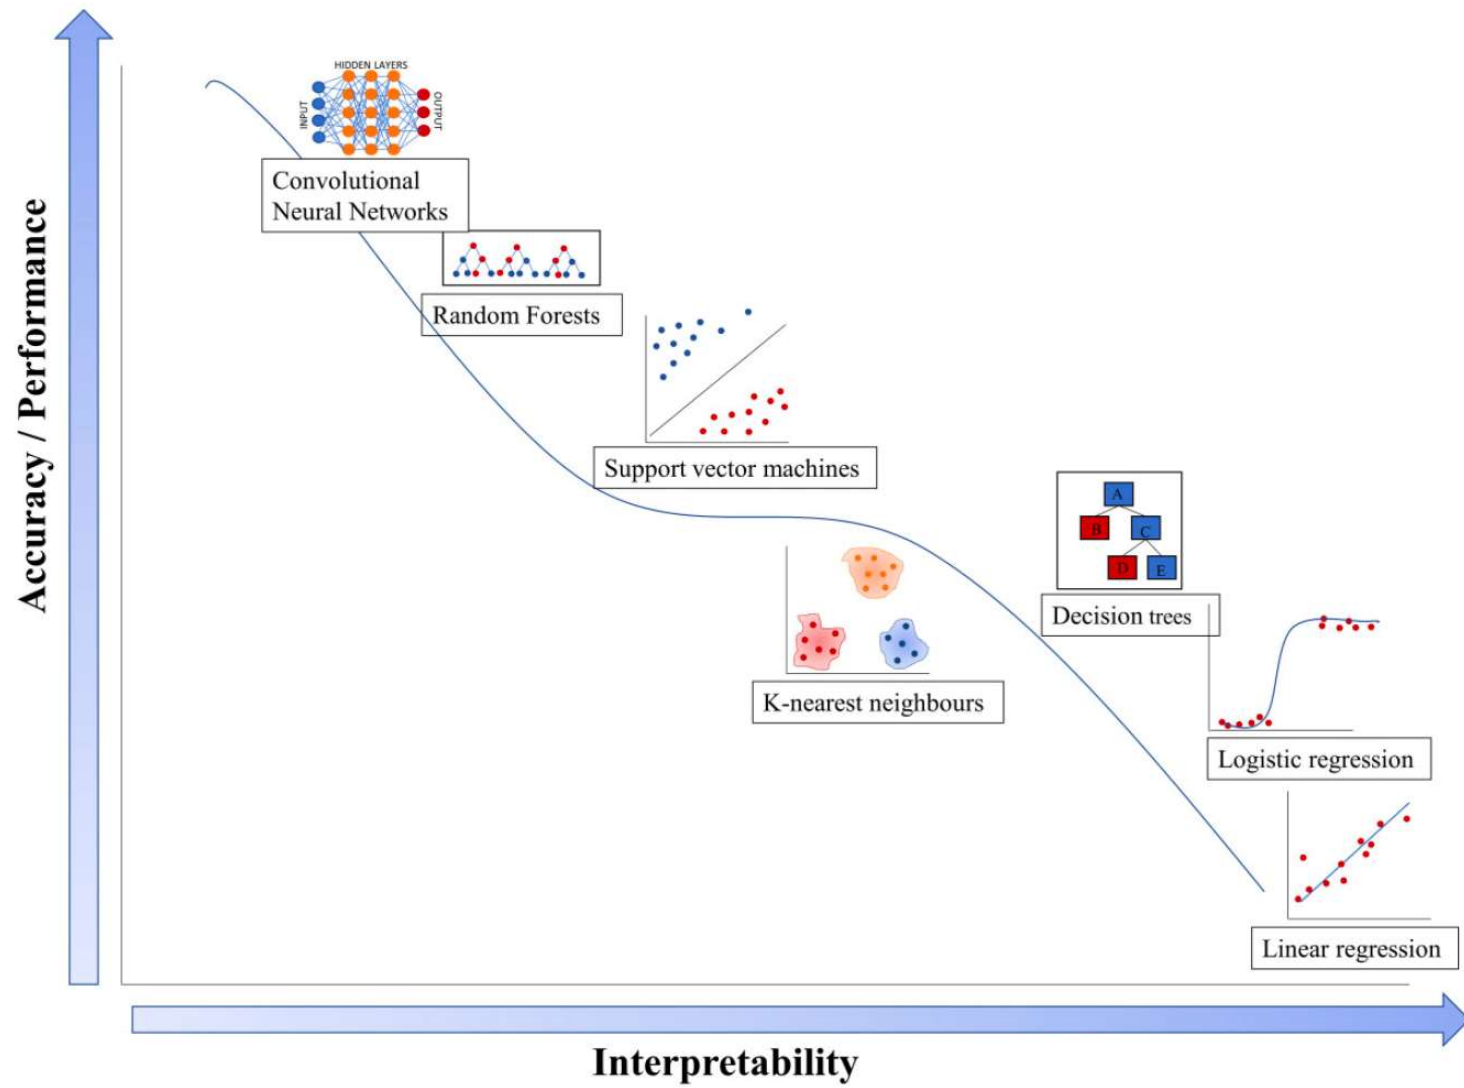 HIDDEN LAYERS
INPUT
OUTPUT
Convolutional
Neural Networks
Random Forests
Support vector machines
A
B
C
D
E
Decision trees
K-nearest neighbours
Logistic regression
Linear regression
Accuracy / Performance
Interpretability